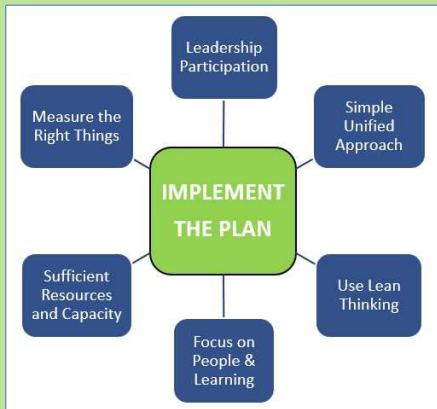 Leadership
Participation
Simple
Unified
Approach
Use Lean
Thinking
Focus on
People &
Learning
Sufficient
Resources
and Capacity
Measure the
Right Things
IMPLEMENT
THE PLAN